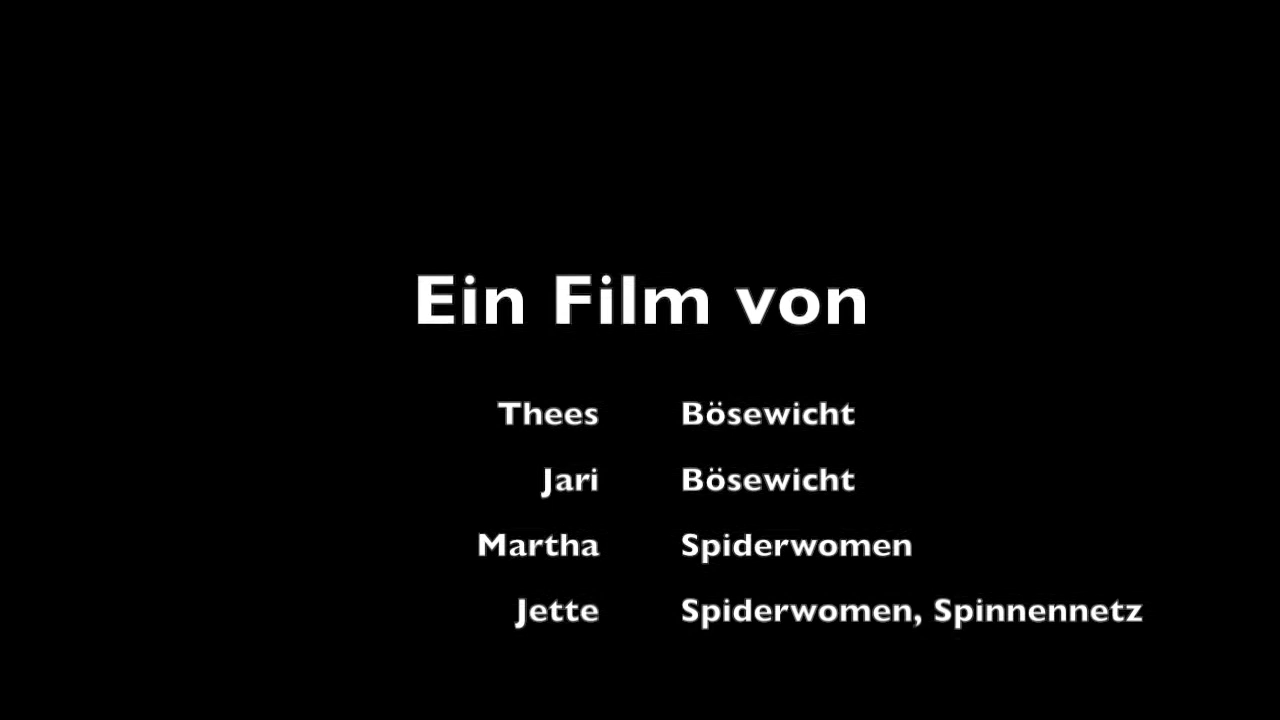 Ein Film von
Thees Bösewicht
Jari Bösewicht
Martha Spiderwomen
Jette Spiderwomen, Spinnennetz